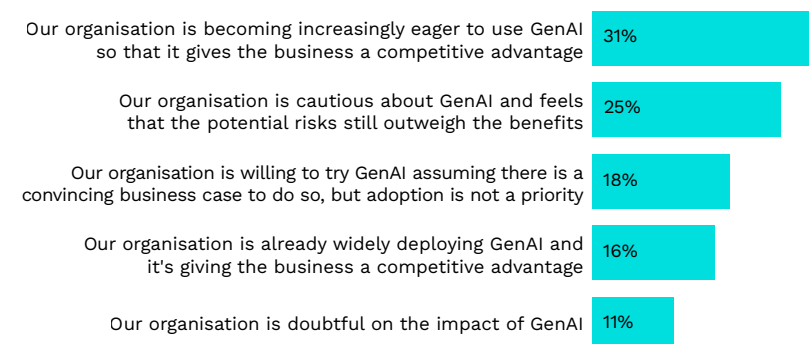 Our organisation is becoming increasingly eager to use GenAI
so that it gives the business a competitive advantage
31%
Our organisation is cautious about GenAI and feels
that the potential risks still outweigh the benefits
25%
Our organisation is willing to try GenAI assuming there is a
convincing business case to do so, but adoption is not a priority
18%
Our organisation is already widely deploying GenAI and
it's giving the business a competitive advantage
16%
Our organisation is doubtful on the impact of GenAI
11%